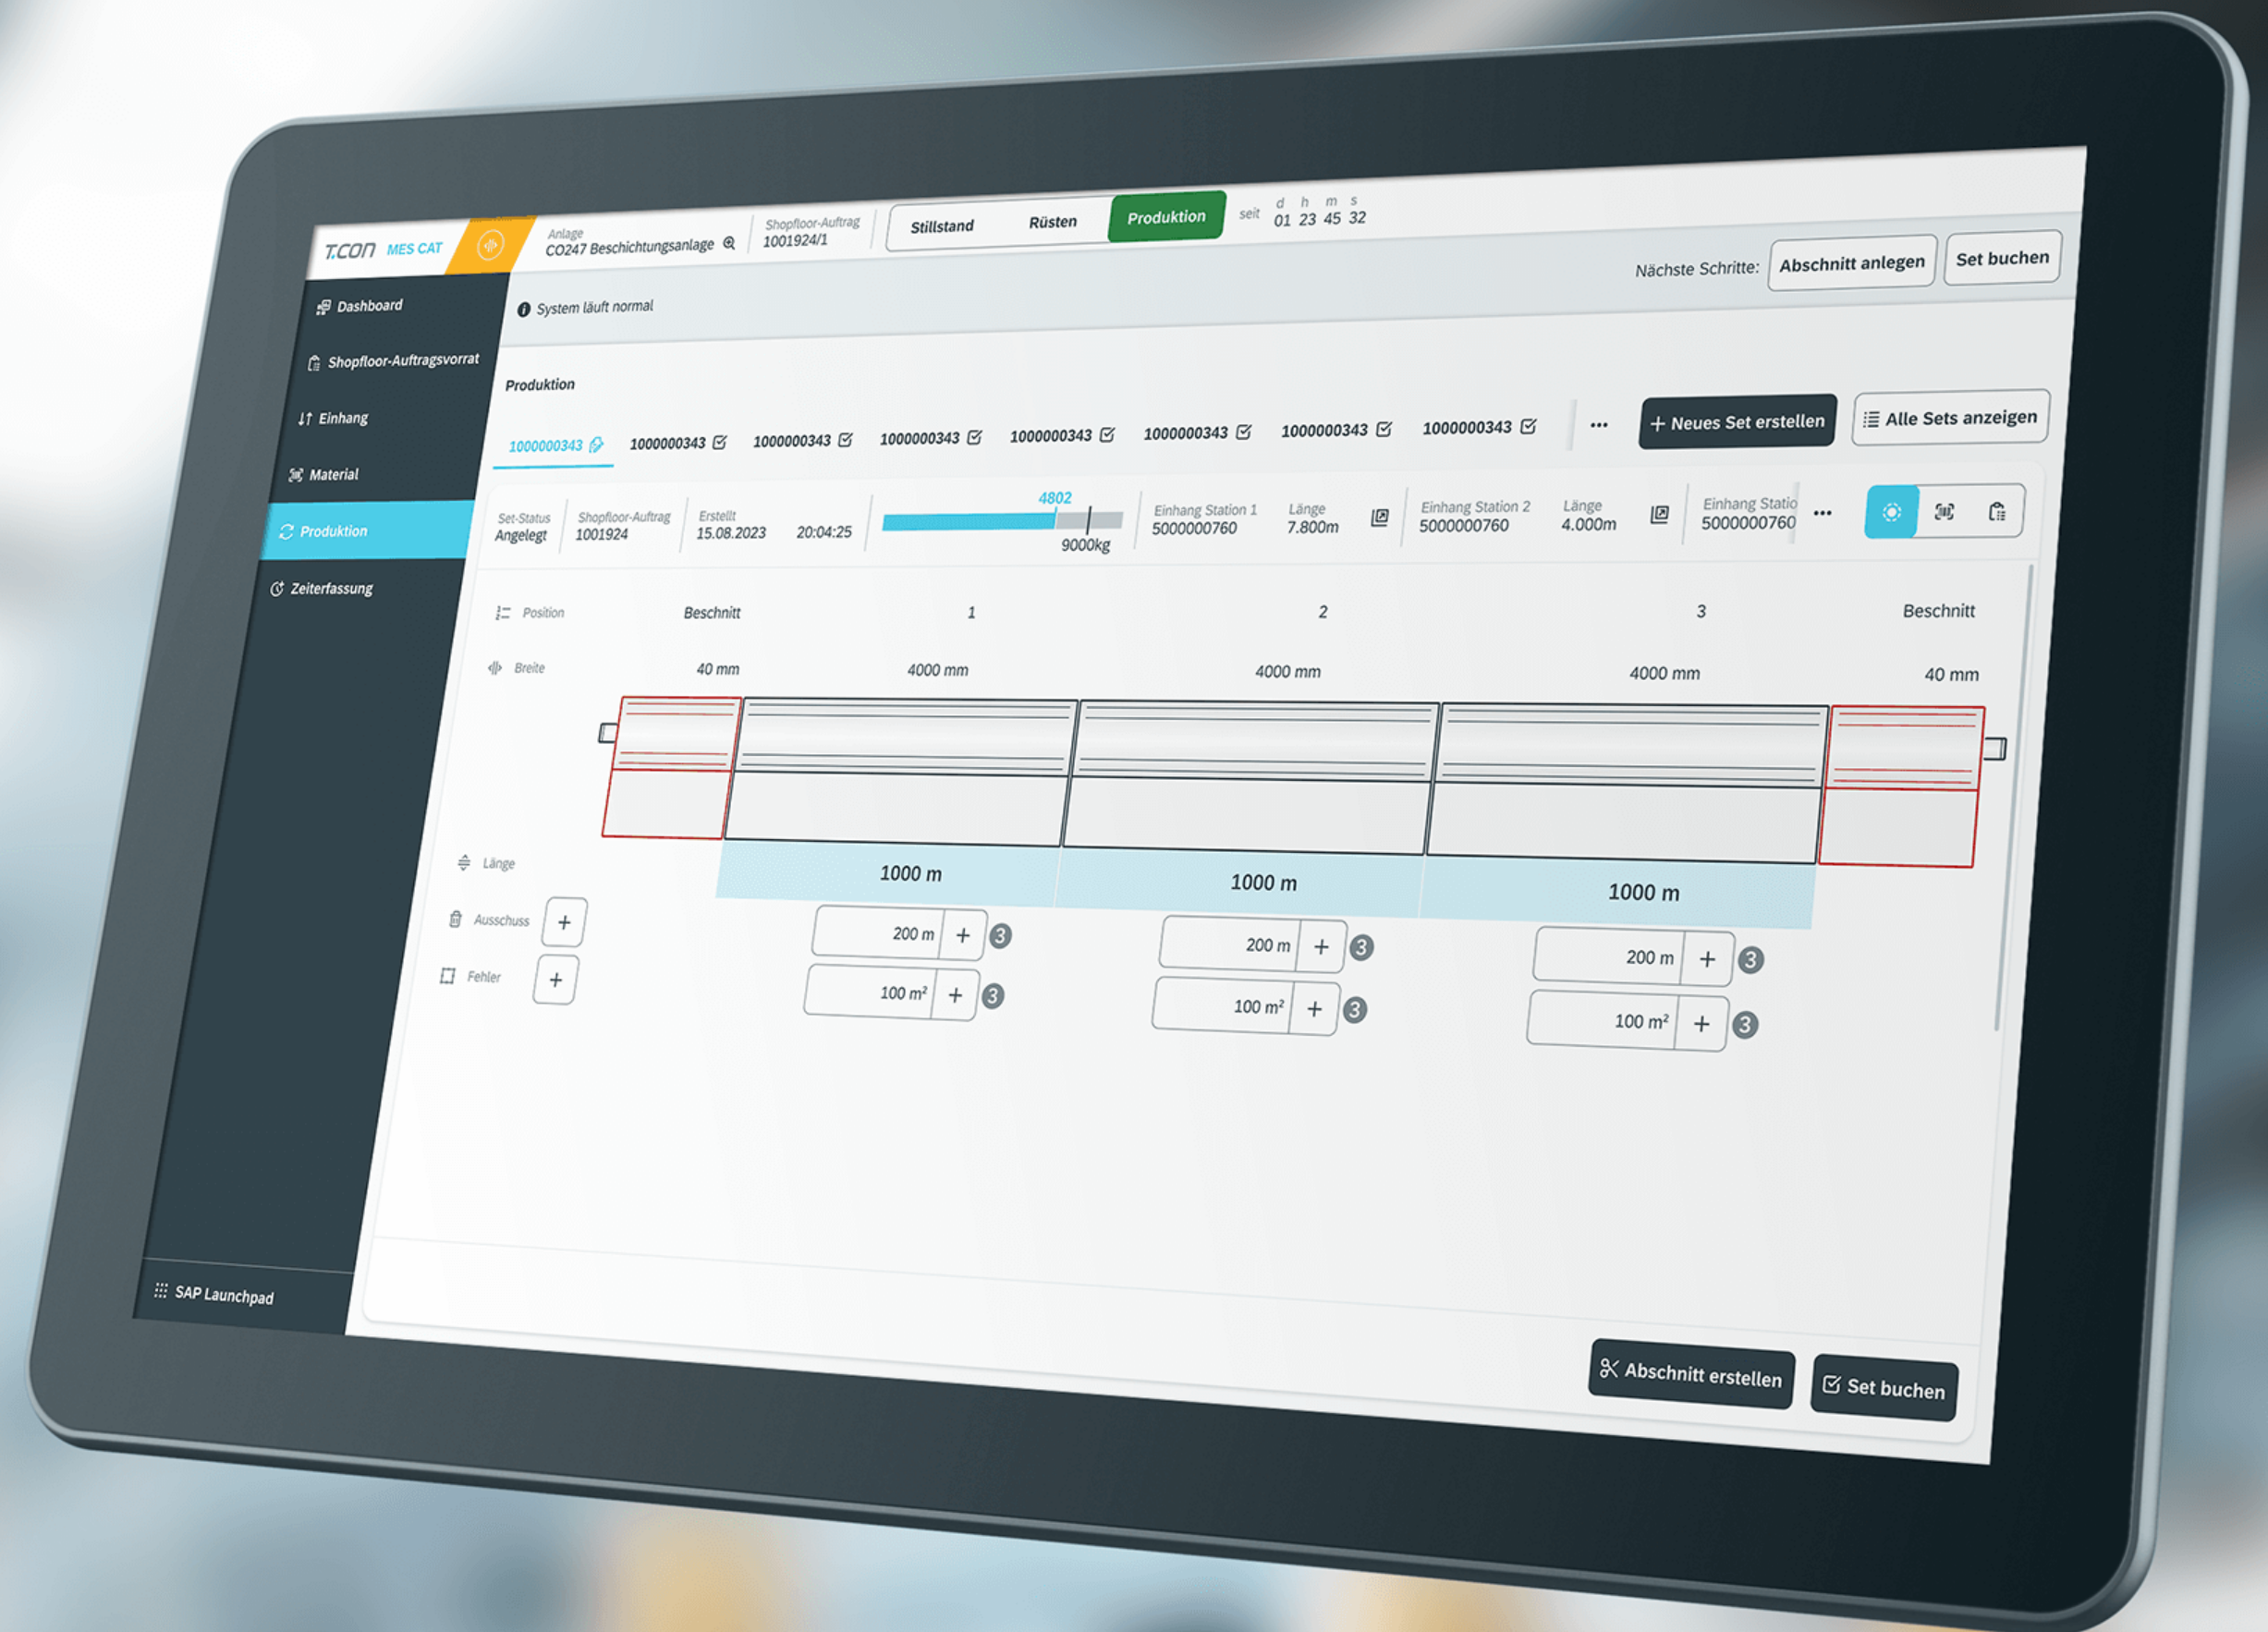 T.CON MES CAT
Anlage
CO247 Beschichtungsanlage
Shopfloor-Auftrag
1001924/1
Stillstand Rüsten Produktion
seit
d h m s
01 23 45 32
Dashboard
Shopfloor-Auftragsvorrat
Einhang
Material
Produktion
Zeiterfassung
SAP Launchpad
System läuft normal
Nächste Schritte: Abschnitt anlegen Set buchen
Produktion
1000000343 1000000343 1000000343 1000000343 1000000343 1000000343 1000000343 1000000343 ... + Neues Set erstellen Alle Sets anzeigen
Set-Status
Angelegt
Shopfloor-Auftrag
1001924
Erstellt
15.08.2023 20:04:25
4802
9000kg
Einhang Station 1
5000000760
Länge
7.800m
Einhang Station 2
5000000760
Länge
4.000m
Einhang Statio
5000000760
...
Position Beschnitt 1 2 3 Beschnitt
Breite 40 mm 4000 mm 4000 mm 4000 mm 40 mm
Länge 1000 m 1000 m 1000 m
Ausschuss + 200 m + 3 200 m + 3 200 m + 3
Fehler + 100 m² + 3 100 m² + 3 100 m² + 3
Abschnitt erstellen Set buchen